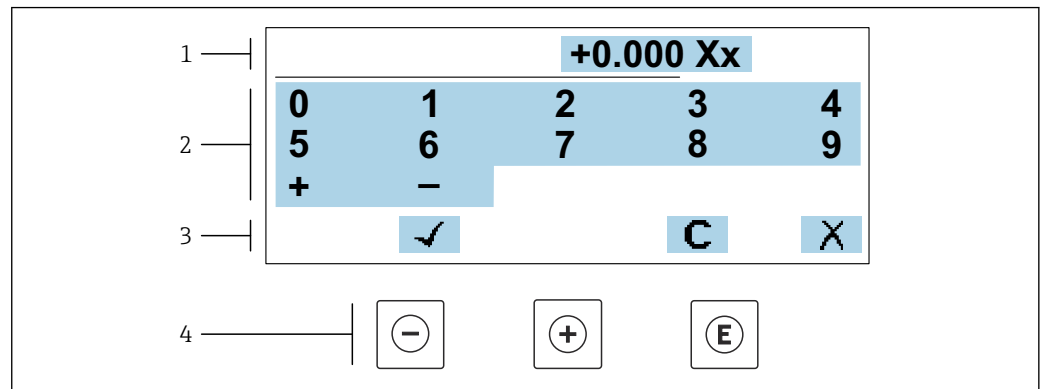 1 +0.000 Xx
0 1 2 3 4
2 5 6 7 8 9
+ −
3 ✓ C X
4 − + E